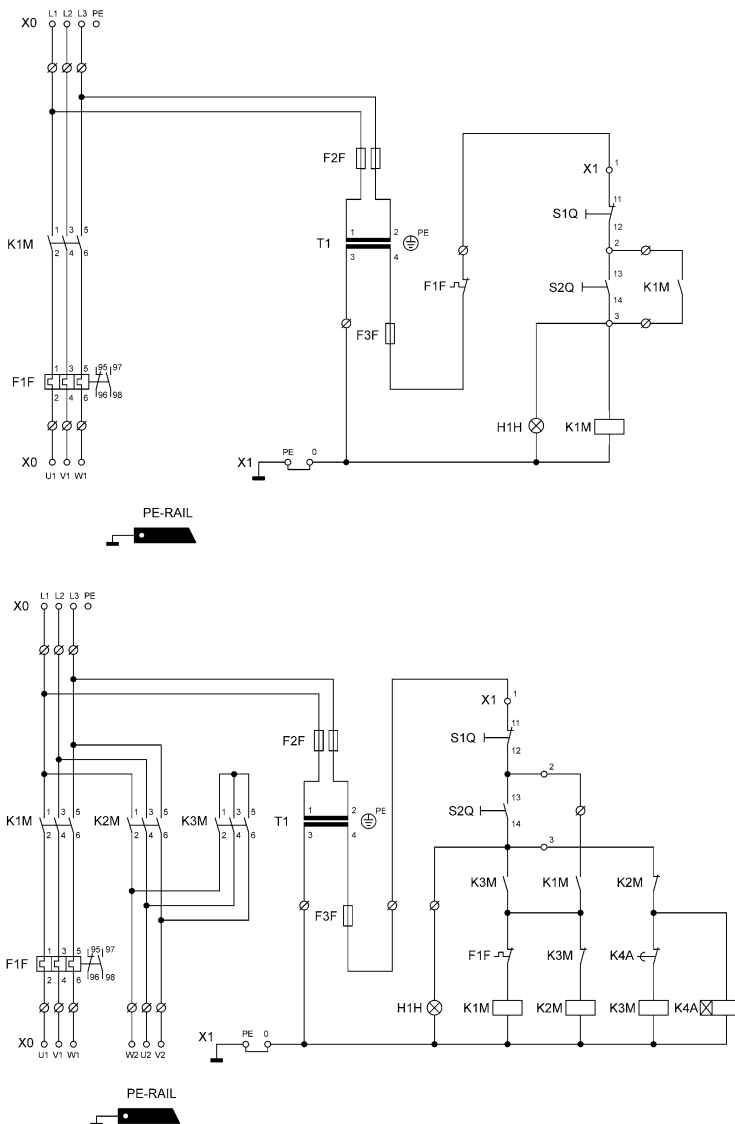 L1 L2 L3 PE
X0
F2F
X1 1
11
S1Q
12
1 3 5
K1M
2 4 6
1 2
T1 PE
3 4
F1F
2
13
S2Q K1M
14
3
F3F
1 3 5 95 97
F1F
2 4 6 96 98
H1H K1M
X0
U1 V1 W1
X1 PE 0
PE-RAIL
L1 L2 L3 PE
X0
X1 1
11
S1Q
12
F2F
2
13
S2Q
14
1 3 5 1 3 5 1 3 5
K1M K2M K3M
2 4 6 2 4 6 2 4 6
1 2
T1 PE
3 4
3
K3M K1M K2M
F3F
1 3 5 95 97
F1F
2 4 6 96 98
F1F K3M K4A
H1H K1M K2M K3M K4A
X0
U1 V1 W1 W2 U2 V2
X1 PE 0
PE-RAIL